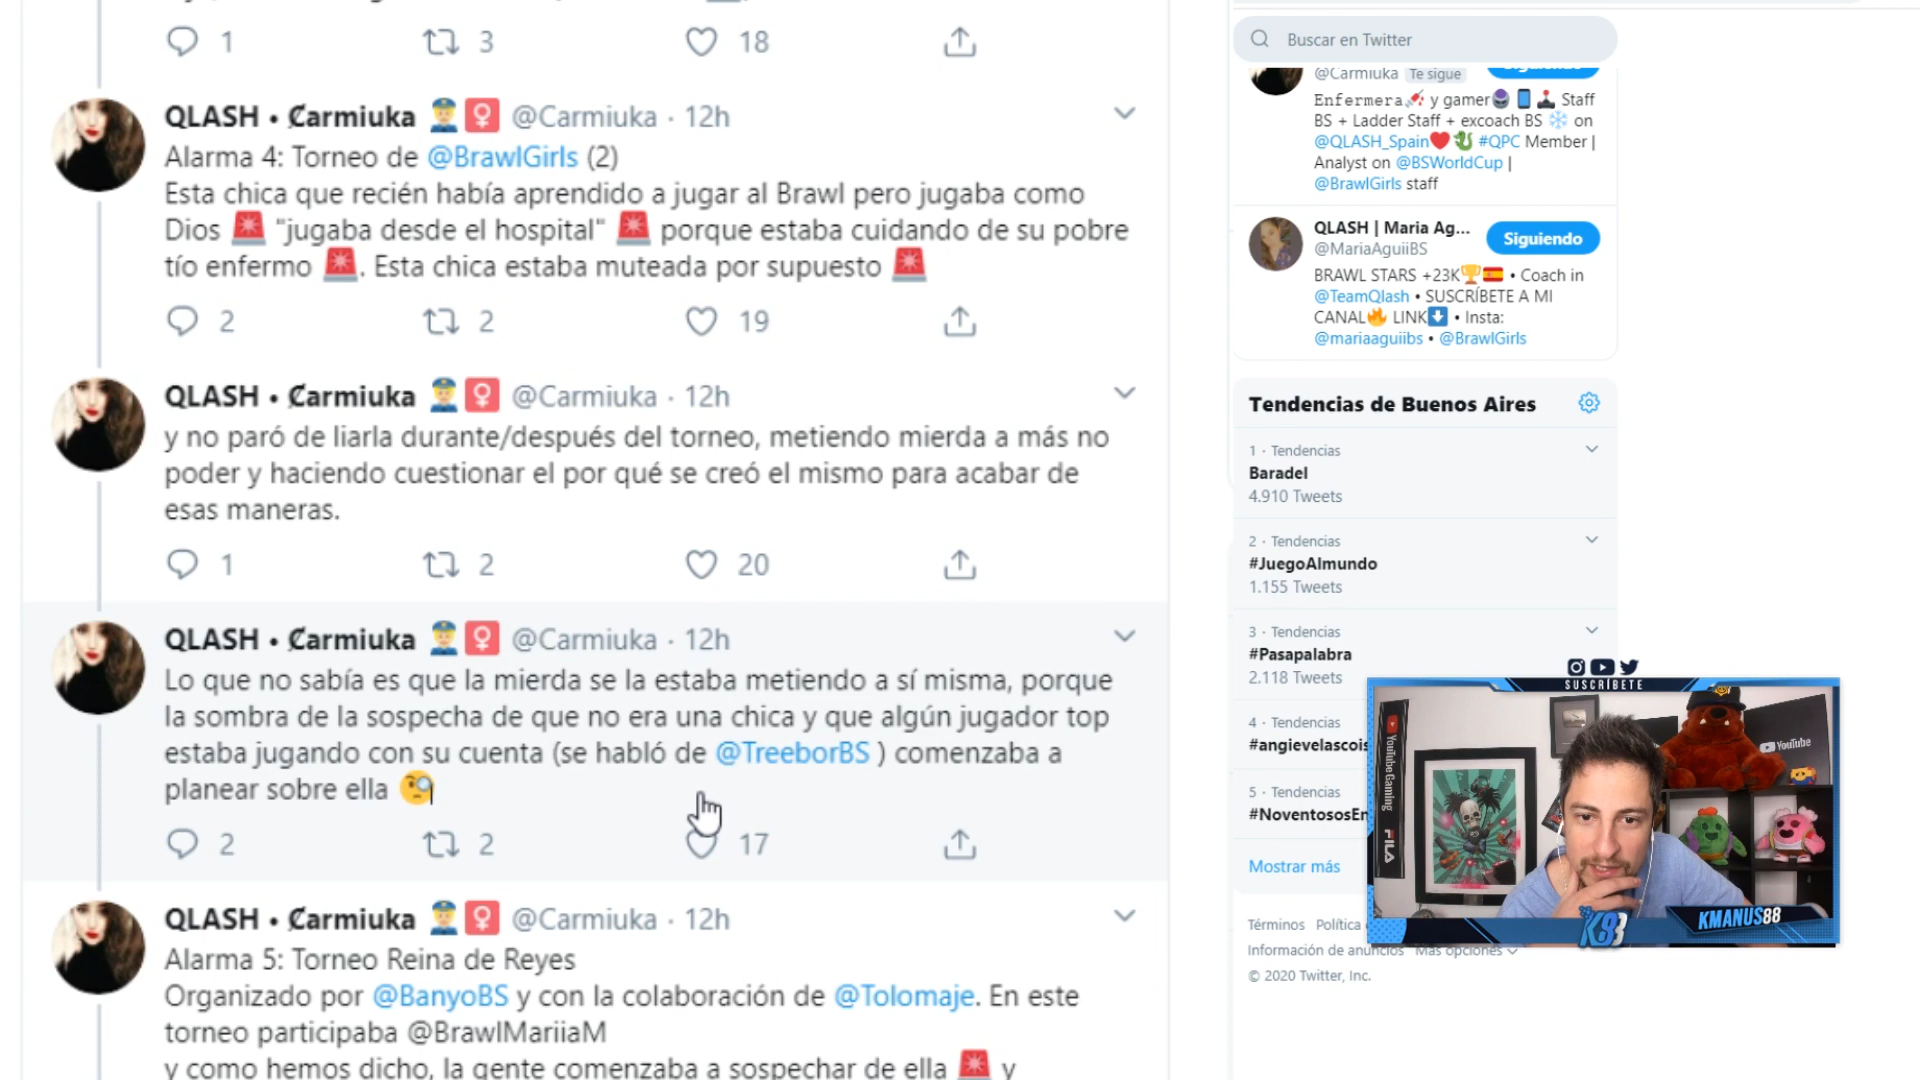 1 3 18
QLASH • ₡armiuka @Carmiuka · 12h
Alarma 4: Torneo de @BrawlGirls (2)
Esta chica que recién había aprendido a jugar al Brawl pero jugaba como
Dios 🚨 "jugaba desde el hospital" 🚨 porque estaba cuidando de su pobre
tío enfermo 🚨. Esta chica estaba muteada por supuesto 🚨
2 2 19
QLASH • ₡armiuka @Carmiuka · 12h
y no paró de liarla durante/después del torneo, metiendo mierda a más no
poder y haciendo cuestionar el por qué se creó el mismo para acabar de
esas maneras.
1 2 20
QLASH • ₡armiuka @Carmiuka · 12h
Lo que no sabía es que la mierda se la estaba metiendo a sí misma, porque
la sombra de la sospecha de que no era una chica y que algún jugador top
estaba jugando con su cuenta (se habló de @TreeborBS ) comenzaba a
planear sobre ella 🧐
2 2 17
QLASH • ₡armiuka @Carmiuka · 12h
Alarma 5: Torneo Reina de Reyes
Organizado por @BanyoBS y con la colaboración de @Tolomaje. En este
torneo participaba @BrawlMariiaM
y como hemos dicho, la gente comenzaba a sospechar de ella 🚨 y
Buscar en Twitter
@Carmiuka Te sigue
Siguiendo
Enfermera y gamer Staff
BS + Ladder Staff + excoach BS ❄️ on
@QLASH_Spain #QPC Member |
Analyst on @BSWorldCup |
@BrawlGirls staff
QLASH | Maria Ag...
@MariaAguiiBS
Siguiendo
BRAWL STARS +23K🏆🇪🇸 • Coach in
@TeamQlash • SUSCRÍBETE A MI
CANAL🔥 LINK⬇️ • Insta:
@mariaaguiibs • @BrawlGirls
Tendencias de Buenos Aires
1 · Tendencias
Baradel
4.910 Tweets
2 · Tendencias
#JuegoAlmundo
1.155 Tweets
3 · Tendencias
#Pasapalabra
2.118 Tweets
4 · Tendencias
#angievelascois
5 · Tendencias
#NoventososEn
Mostrar más
Términos Política
Información de anuncios Más opciones
© 2020 Twitter, Inc.
SUSCRÍBETE
YouTube Gaming
FILA
YouTube
K88
KMANUS88